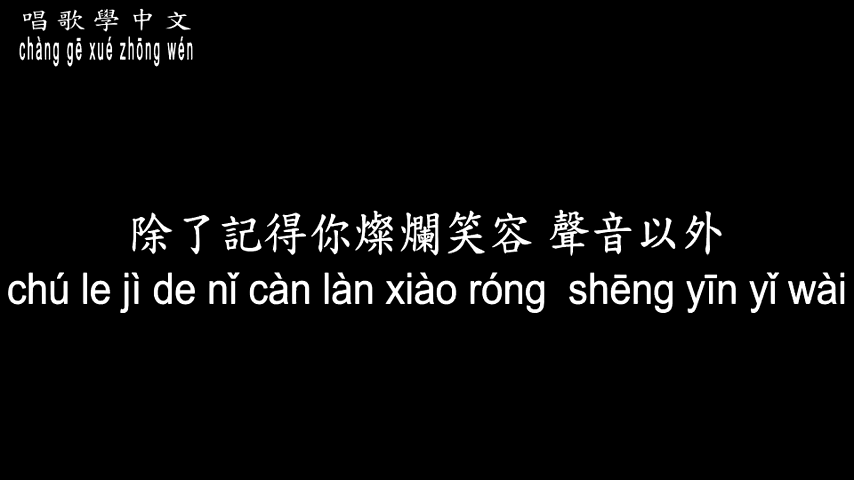 唱歌學中文
chàng gē xué zhōng wén
除了記得你燦爛笑容 聲音以外
chú le jì de nǐ càn làn xiào róng shēng yīn yǐ wài